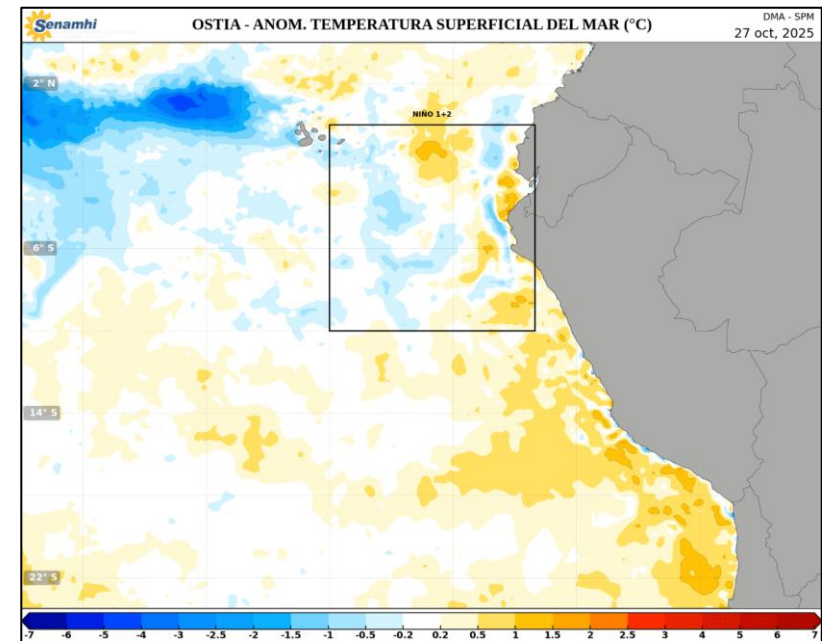 Senamhi
OSTIA - ANOM. TEMPERATURA SUPERFICIAL DEL MAR (°C)
DMA - SPM
27 oct, 2025
2° N
NIÑO 1+2
6° S
14° S
22° S
-7 -6 -5 -4 -3 -2.5 -2 -1.5 -1 -0.5 -0.2 0.2 0.5 1 1.5 2 2.5 3 4 5 6 7